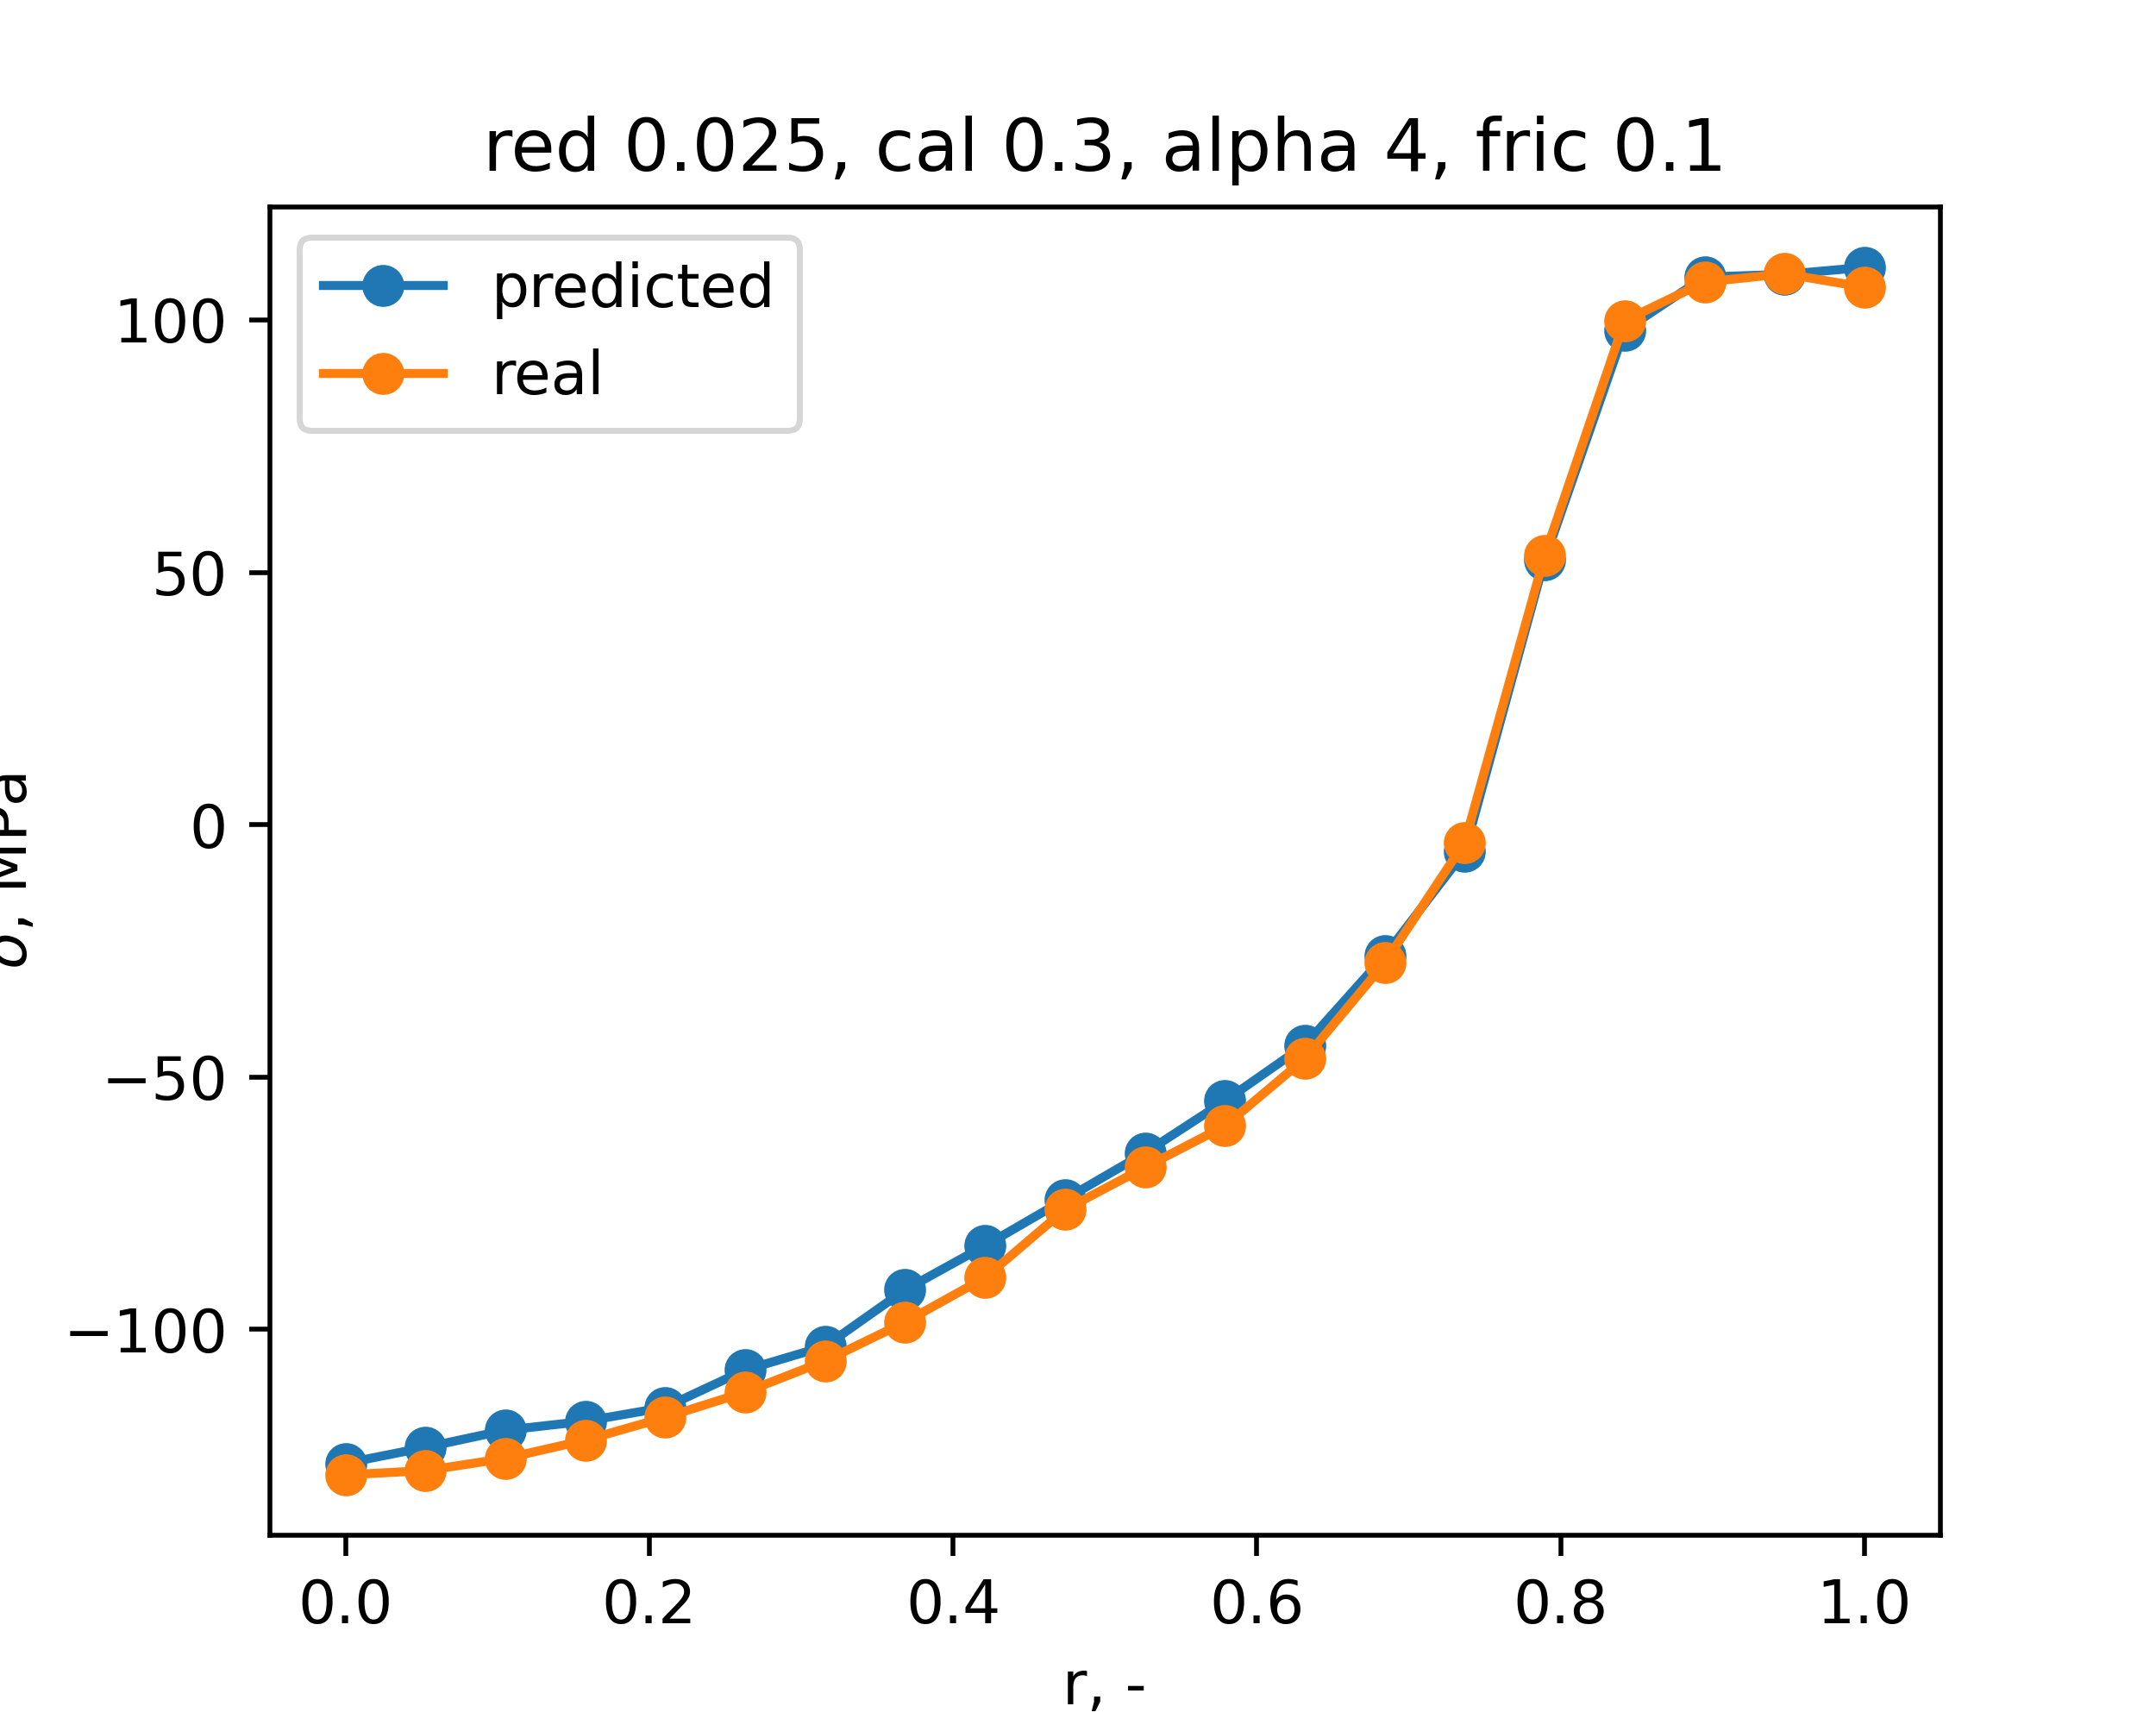 red 0.025, cal 0.3, alpha 4, fric 0.1
predicted
real
100
50
0
−50
−100
σ, MPa
0.0 0.2 0.4 0.6 0.8 1.0
r, -